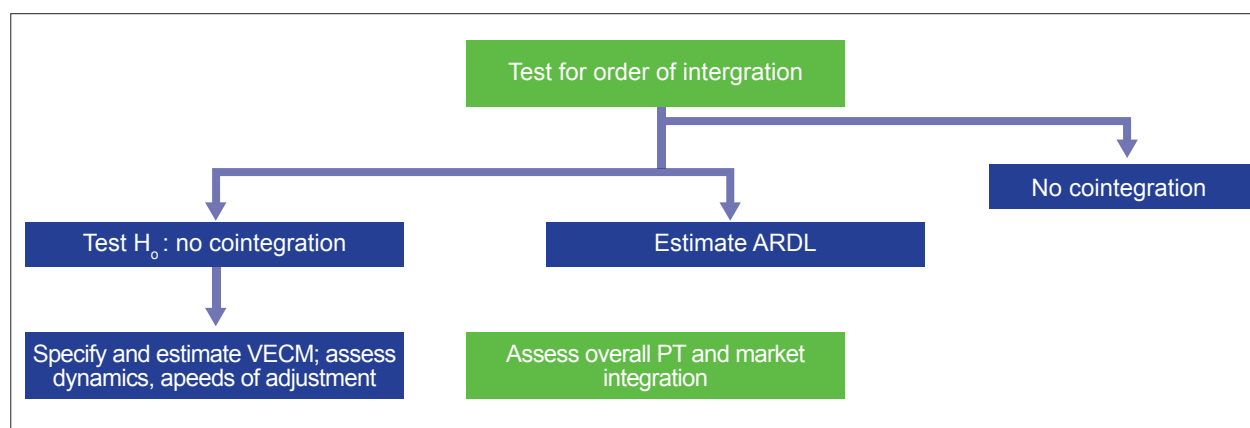 Test for order of intergration
No cointegration
Test Ho : no cointegration
Estimate ARDL
Specify and estimate VECM; assess
dynamics, apeeds of adjustment
Assess overall PT and market
integration